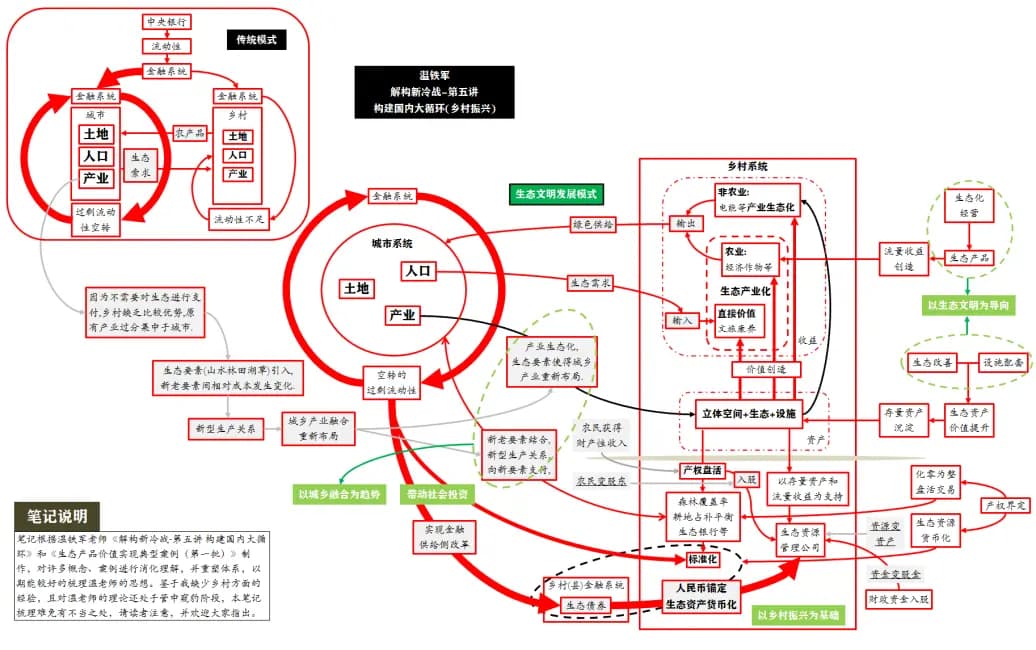 中央银行
流动性
金融系统
传统模式
金融系统
城市
土地
人口
产业
过剩流动
性空转
农产品
生态
索求
金融系统
乡村
土地
人口
产业
流动性不足
温铁军
解构新冷战-第五讲
构建国内大循环(乡村振兴)
因为不需要对生态进行支
付,乡村缺乏比较优势,原
有产业过分集中于城市.
生态要素(山水林田湖草)引入,
新老要素间相对成本发生变化.
新型生产关系
城乡产业融合
重新布局
金融系统
城市系统
人口
土地
产业
空转的
过剩流动性
生态文明发展模式
绿色供给
生态需求
产业生态化,
生态要素使得城乡
产业重新布局.
新老要素结合,
新型生产关系,
向新要素支付,
以城乡融合为趋势
带动社会投资
实现金融
供给侧改革
乡村(县)金融系统
生态债券
乡村系统
非农业:
电能等产业生态化
输出
农业:
经济作物等
生态产业化
直接价值
文旅康养
输入
收益
价值创造
立体空间+生态+设施
资产
农民获得
财产性收入
农民变股东
产权盘活
入股
森林覆盖率
耕地占补平衡
生态银行等
标准化
以存量资产和
流量收益为支持
生态资源
管理公司
人民币锚定
生态资产货币化
以乡村振兴为基础
生态化
经营
生态产品
流量收益
创造
以生态文明为导向
生态改善
设施配套
存量资产
沉淀
生态资产
价值提升
化零为整
盘活交易
产权界定
生态资源
货币化
资源变
资产
资金变股金
财政资金入股
笔记说明
笔记根据温铁军老师《解构新冷战-第五讲 构建国内大循
环》和《生态产品价值实现典型案例（第一批）》制
作，对许多概念、案例进行消化理解，并重塑体系，以
期能较好的梳理温老师的思想。鉴于我缺少乡村方面的
经验，且对温老师的理论还处于管中窥豹阶段，本笔记
梳理难免有不当之处，请读者注意，并欢迎大家指出。